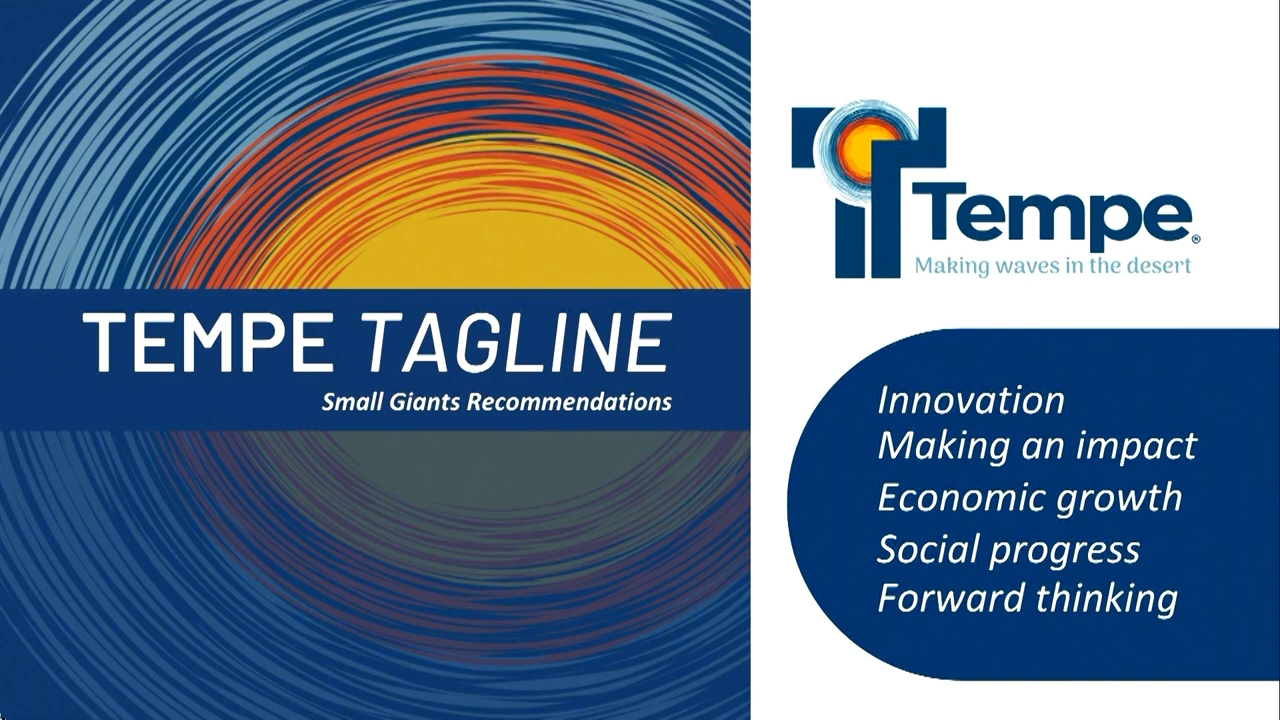 TEMPE TAGLINE
Small Giants Recommendations
Tempe®
Making waves in the desert
Innovation
Making an impact
Economic growth
Social progress
Forward thinking